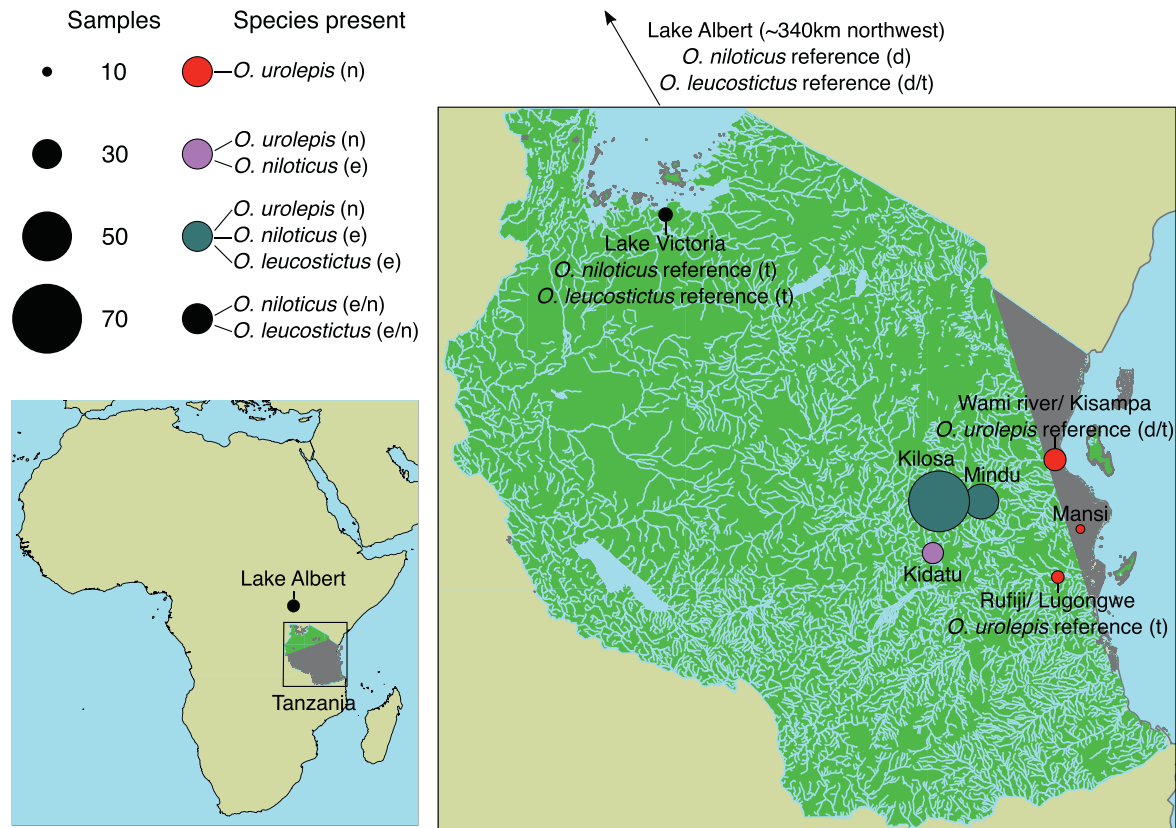 Samples
Species present
10
O. urolepis (n)
30
O. urolepis (n)
O. niloticus (e)
50
O. urolepis (n)
O. niloticus (e)
O. leucostictus (e)
70
O. niloticus (e/n)
O. leucostictus (e/n)
Lake Albert (~340km northwest)
O. niloticus reference (d)
O. leucostictus reference (d/t)
Lake Victoria
O. niloticus reference (t)
O. leucostictus reference (t)
Wami river/ Kisampa
O. urolepis reference (d/t)
Kilosa
Mindu
Mansi
Kidatu
Rufiji/ Lugongwe
O. urolepis reference (t)
Lake Albert
Tanzania